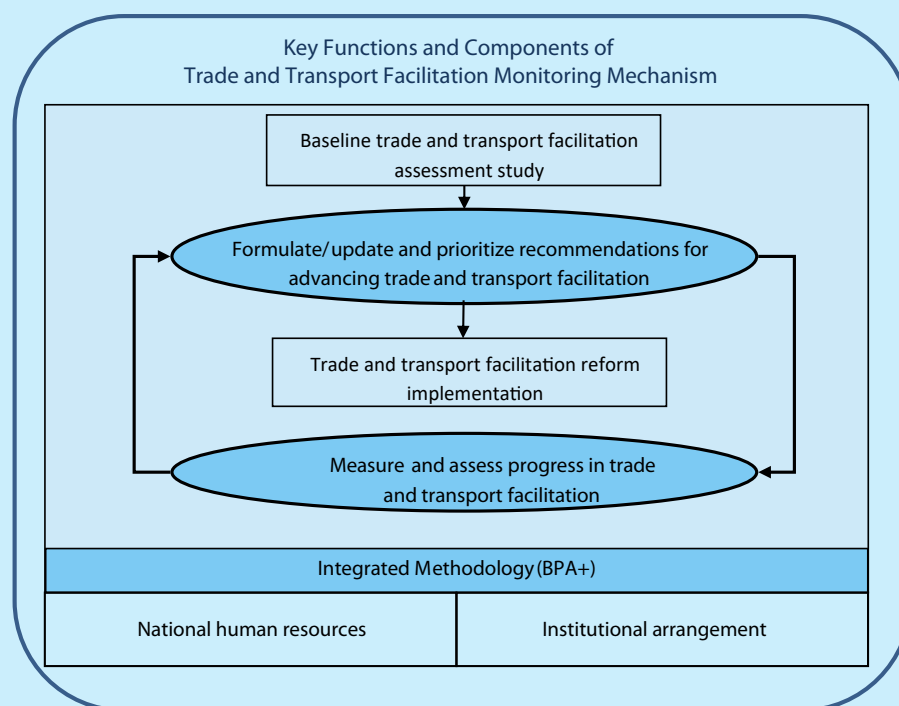 Key Functions and Components of
Trade and Transport Facilitation Monitoring Mechanism
Baseline trade and transport facilitation
assessment study
Formulate/update and prioritize recommendations for
advancing trade and transport facilitation
Trade and transport facilitation reform
implementation
Measure and assess progress in trade
and transport facilitation
Integrated Methodology (BPA+)
National human resources
Institutional arrangement